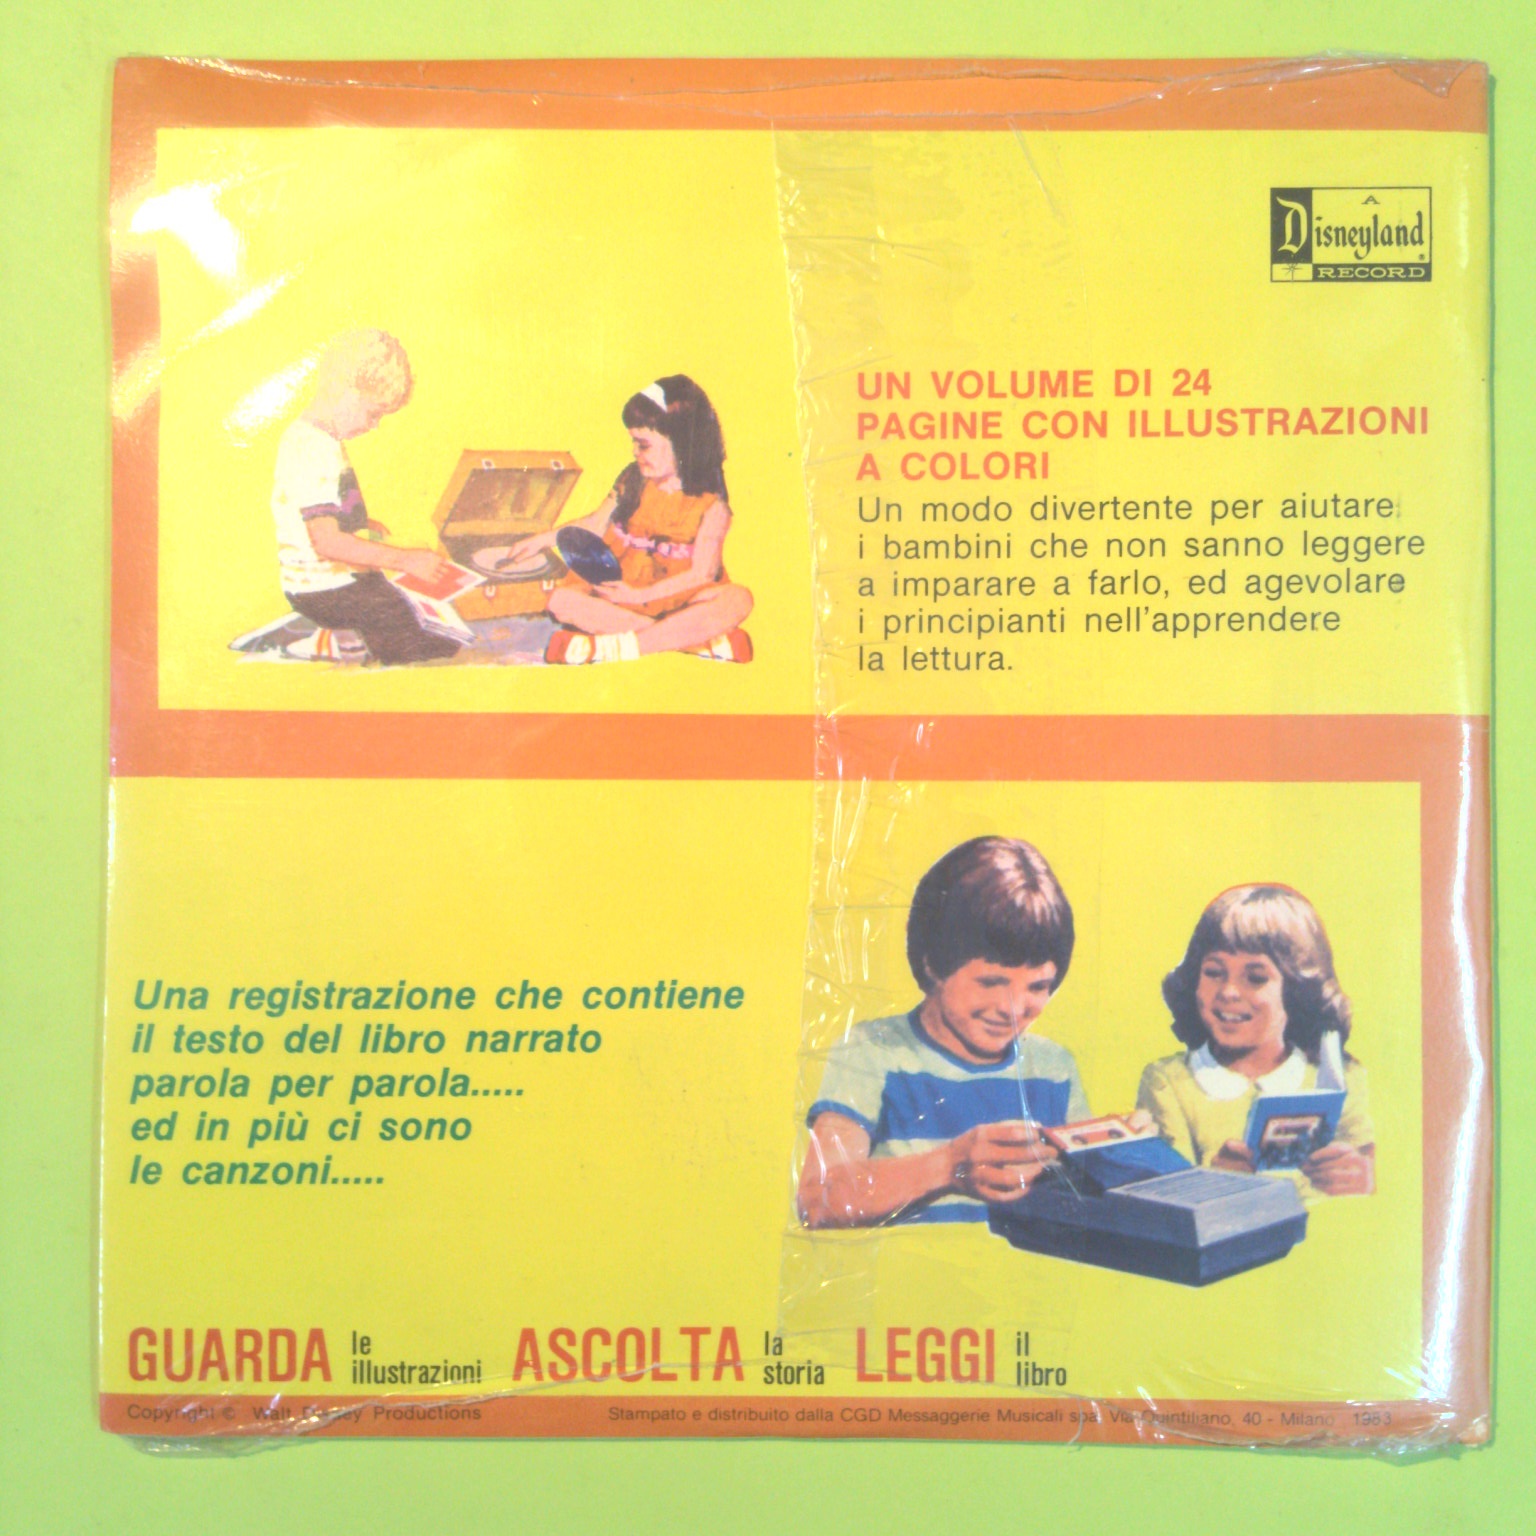 A
Disneyland
RECORD
UN VOLUME DI 24
PAGINE CON ILLUSTRAZIONI
A COLORI
Un modo divertente per aiutare
i bambini che non sanno leggere
a imparare a farlo, ed agevolare
i principianti nell'apprendere
la lettura.
Una registrazione che contiene
il testo del libro narrato
parola per parola.....
ed in più ci sono
le canzoni.....
GUARDA le illustrazioni ASCOLTA la storia LEGGI il libro
Copyright © Walt Disney Productions Stampato e distribuito dalla CGD Messaggerie Musicali spa Via Quintiliano, 40 - Milano 1983